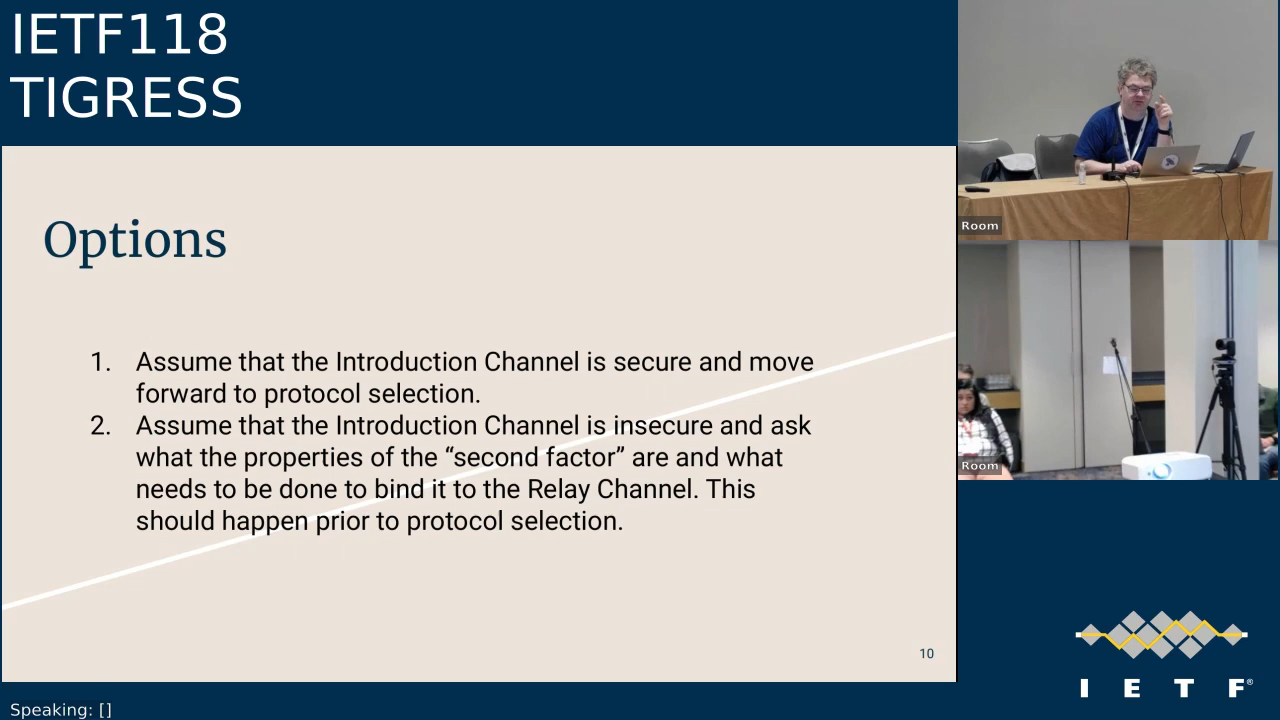 IETF118
TIGRESS
Options
1. Assume that the Introduction Channel is secure and move
forward to protocol selection.
2. Assume that the Introduction Channel is insecure and ask
what the properties of the “second factor” are and what
needs to be done to bind it to the Relay Channel. This
should happen prior to protocol selection.
10
Room
Room
I E T F®
Speaking: []